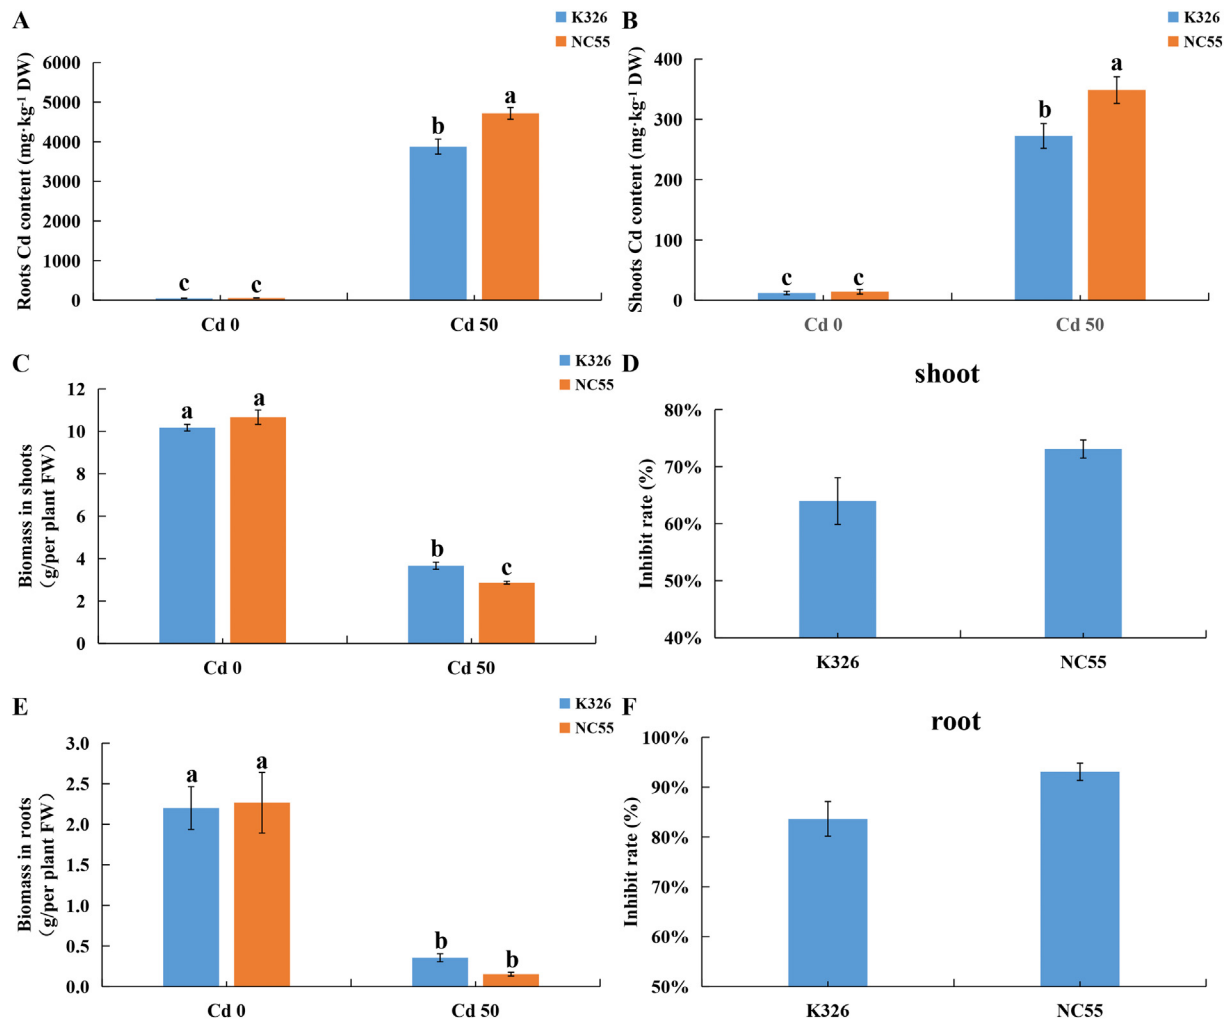 A
K326
NC55
Roots Cd content (mg·kg⁻¹ DW)
6000
5000
4000
3000
2000
1000
0
c
c
b
a
Cd 0
Cd 50
B
K326
NC55
Shoots Cd content (mg·kg⁻¹ DW)
400
300
200
100
0
c
c
b
a
Cd 0
Cd 50
C
K326
NC55
Biomass in shoots
（g/per plant FW）
12
10
8
6
4
2
0
a
a
b
c
Cd 0
Cd 50
D
shoot
Inhibit rate (%)
80%
70%
60%
50%
40%
K326
NC55
E
K326
NC55
Biomass in roots
（g/per plant FW）
3.0
2.5
2.0
1.5
1.0
0.5
0.0
a
a
b
b
Cd 0
Cd 50
F
root
Inhibit rate (%)
100%
90%
80%
70%
60%
50%
K326
NC55